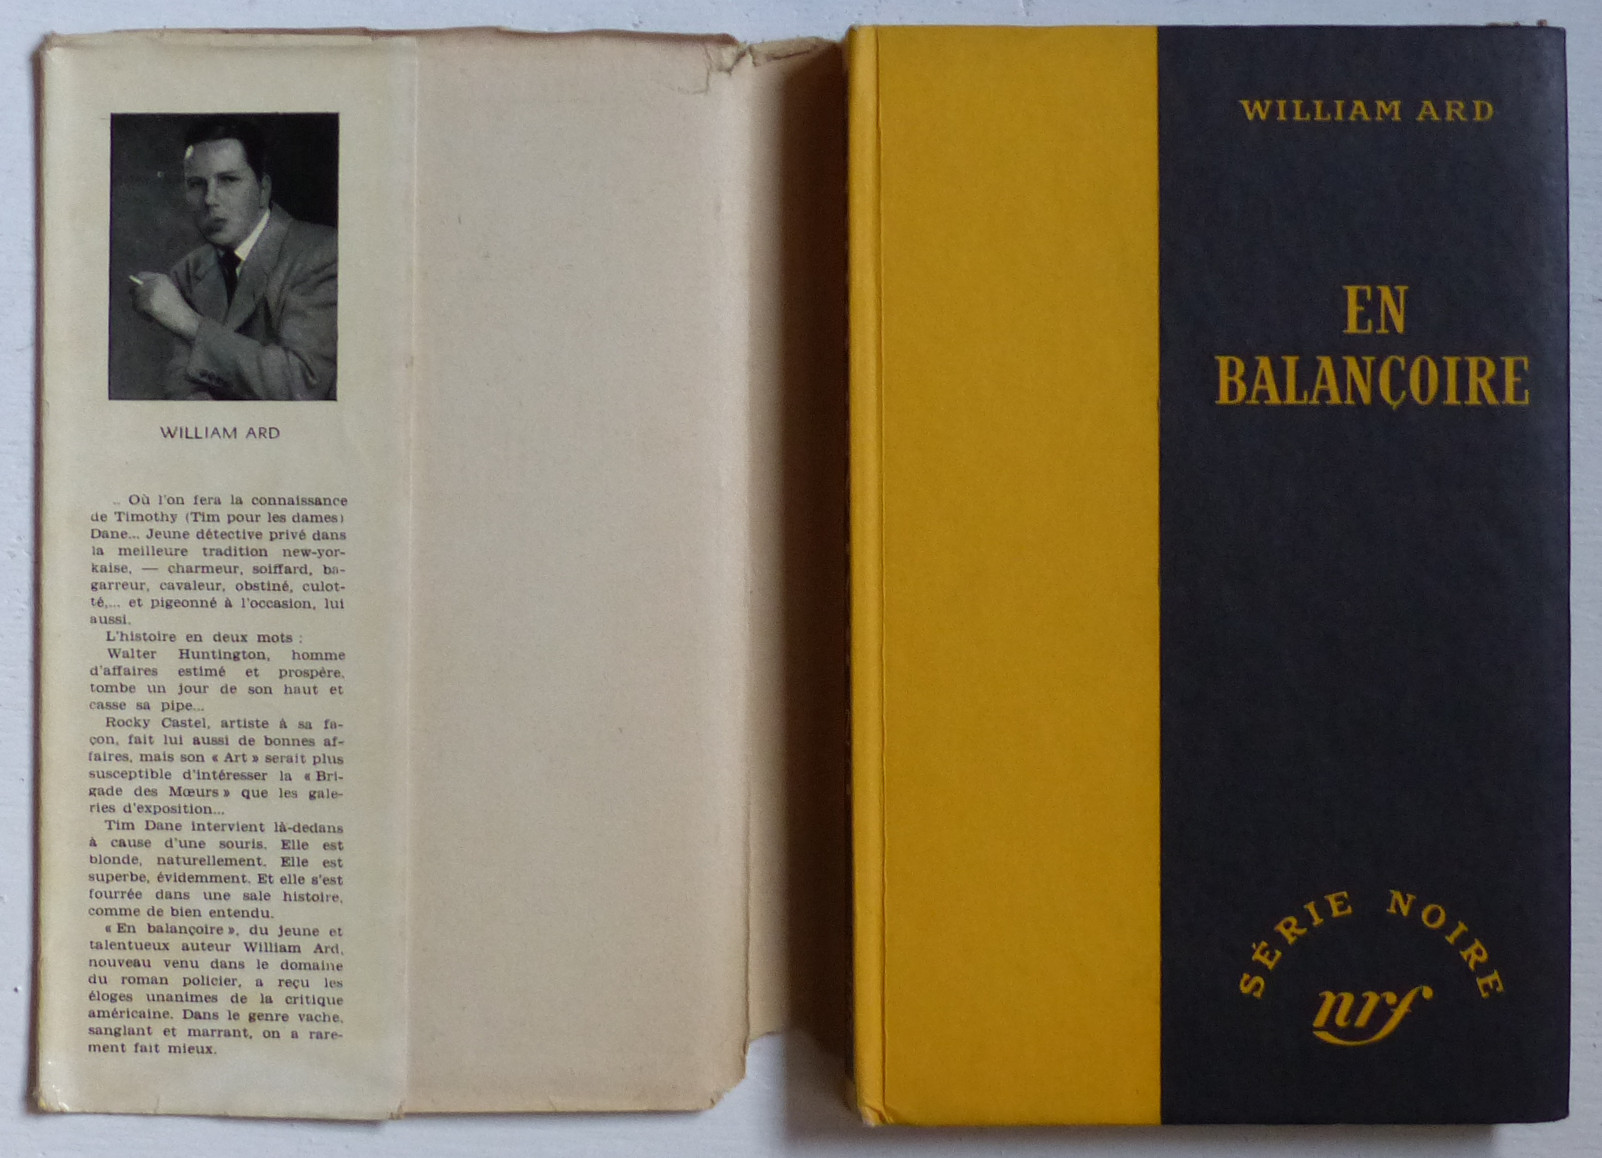 WILLIAM ARD
.. Où l'on fera la connaissance
de Timothy (Tim pour les dames)
Dane... Jeune détective privé dans
la meilleure tradition new-yor-
kaise, — charmeur, soiffard, ba-
garreur, cavaleur, obstiné, culot-
té,... et pigeonné à l'occasion, lui
aussi.
L'histoire en deux mots :
Walter Huntington, homme
d'affaires estimé et prospère,
tombe un jour de son haut et
casse sa pipe...
Rocky Castel, artiste à sa fa-
çon, fait lui aussi de bonnes af-
faires, mais son « Art » serait plus
susceptible d'intéresser la « Bri-
gade des Mœurs » que les gale-
ries d'exposition...
Tim Dane intervient là-dedans
à cause d'une souris. Elle est
blonde, naturellement. Elle est
superbe, évidemment. Et elle s'est
fourrée dans une sale histoire,
comme de bien entendu.
« En balançoire », du jeune et
talentueux auteur William Ard,
nouveau venu dans le domaine
du roman policier, a reçu les
éloges unanimes de la critique
américaine. Dans le genre vache,
sanglant et marrant, on a rare-
ment fait mieux.
WILLIAM ARD
EN
BALANÇOIRE
SÉRIE NOIRE
nrf